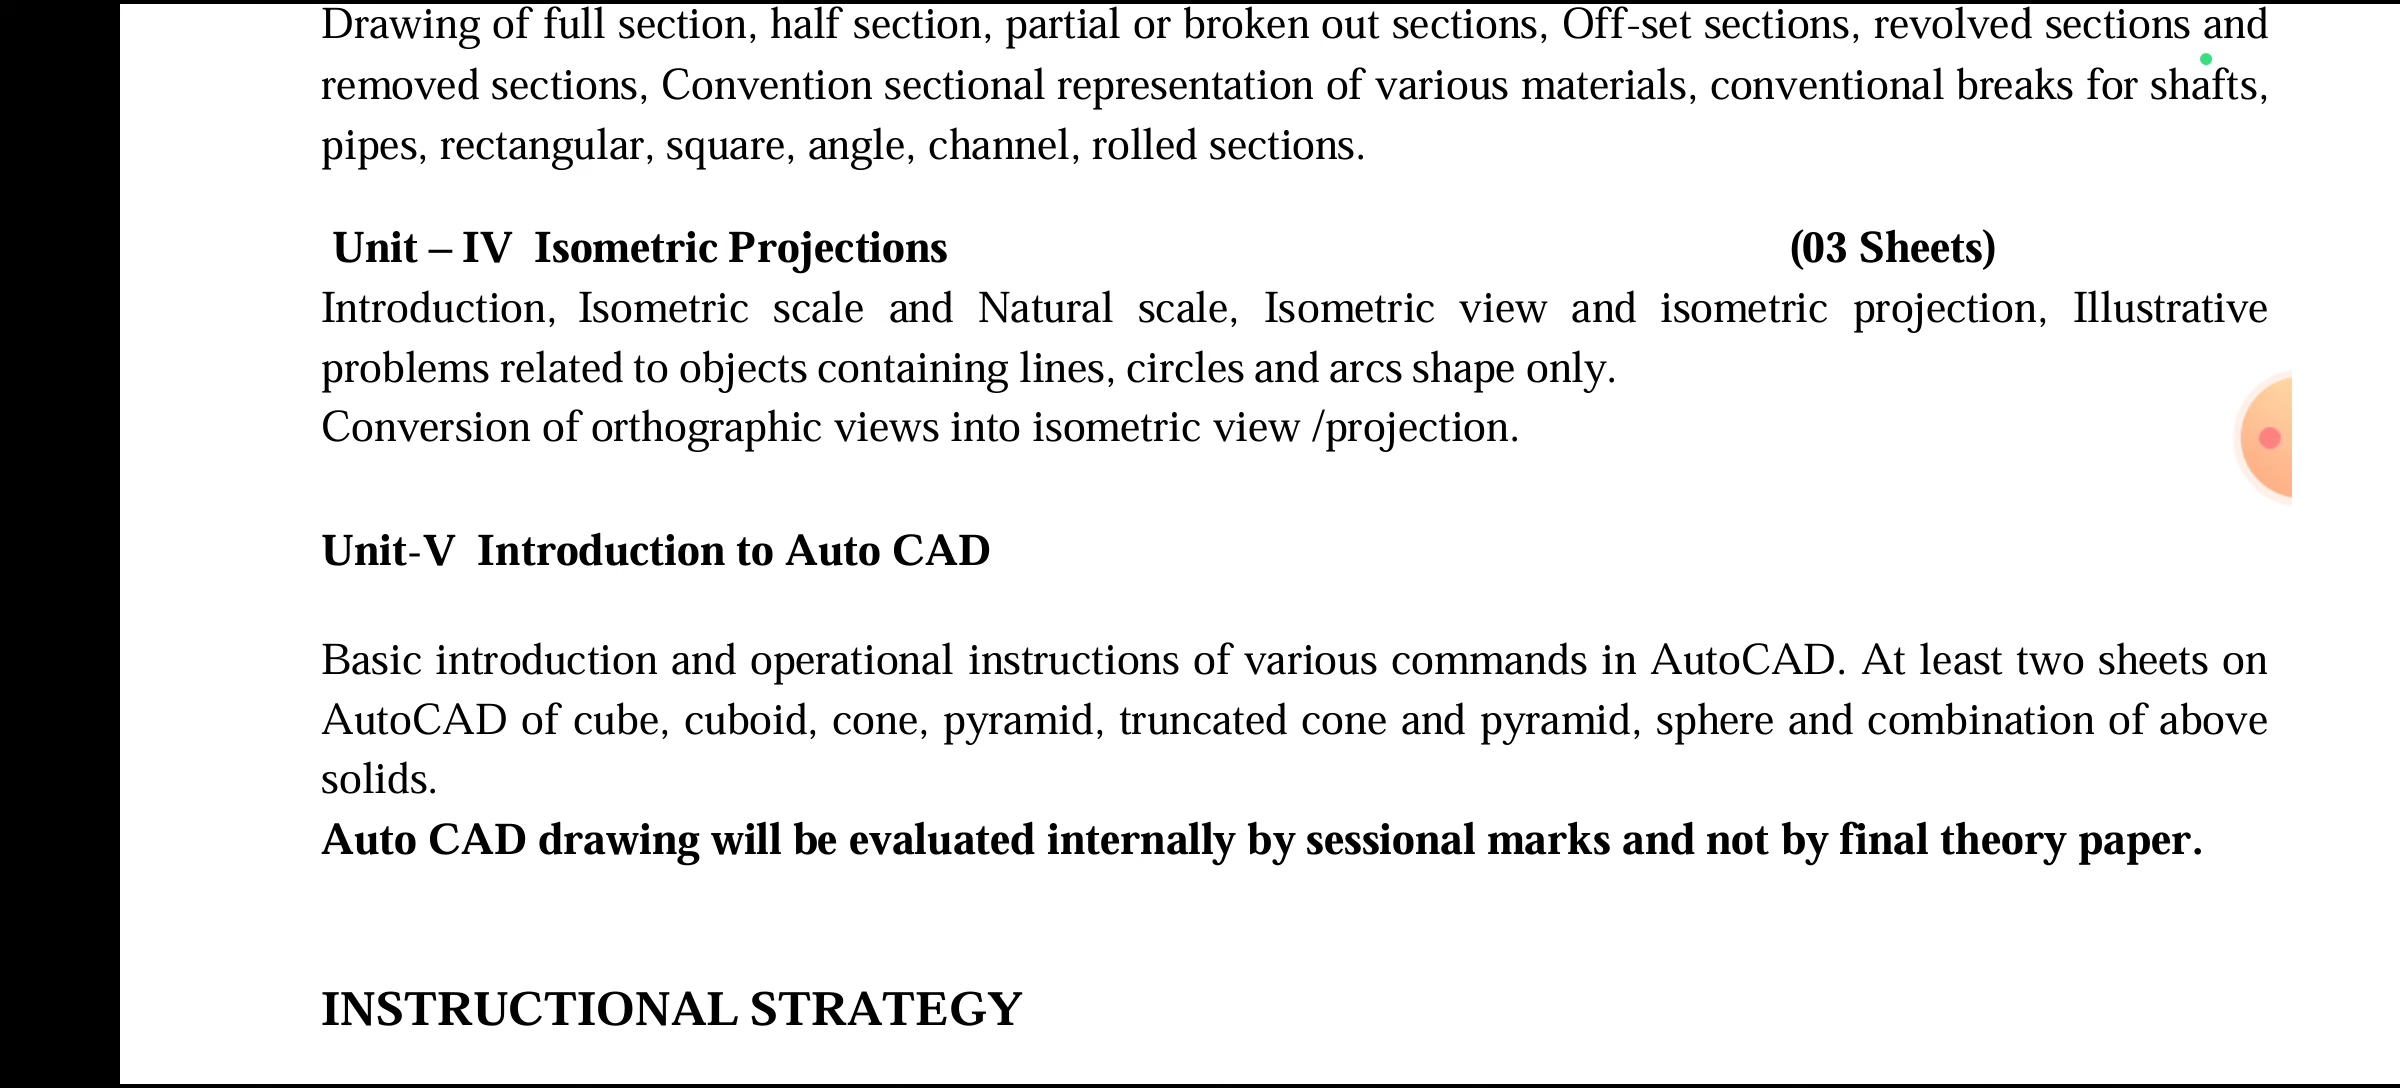 Drawing of full section, half section, partial or broken out sections, Off-set sections, revolved sections and
removed sections, Convention sectional representation of various materials, conventional breaks for shafts,
pipes, rectangular, square, angle, channel, rolled sections.
Unit – IV Isometric Projections (03 Sheets)
Introduction, Isometric scale and Natural scale, Isometric view and isometric projection, Illustrative
problems related to objects containing lines, circles and arcs shape only.
Conversion of orthographic views into isometric view /projection.
Unit-V Introduction to Auto CAD
Basic introduction and operational instructions of various commands in AutoCAD. At least two sheets on
AutoCAD of cube, cuboid, cone, pyramid, truncated cone and pyramid, sphere and combination of above
solids.
Auto CAD drawing will be evaluated internally by sessional marks and not by final theory paper.
INSTRUCTIONAL STRATEGY